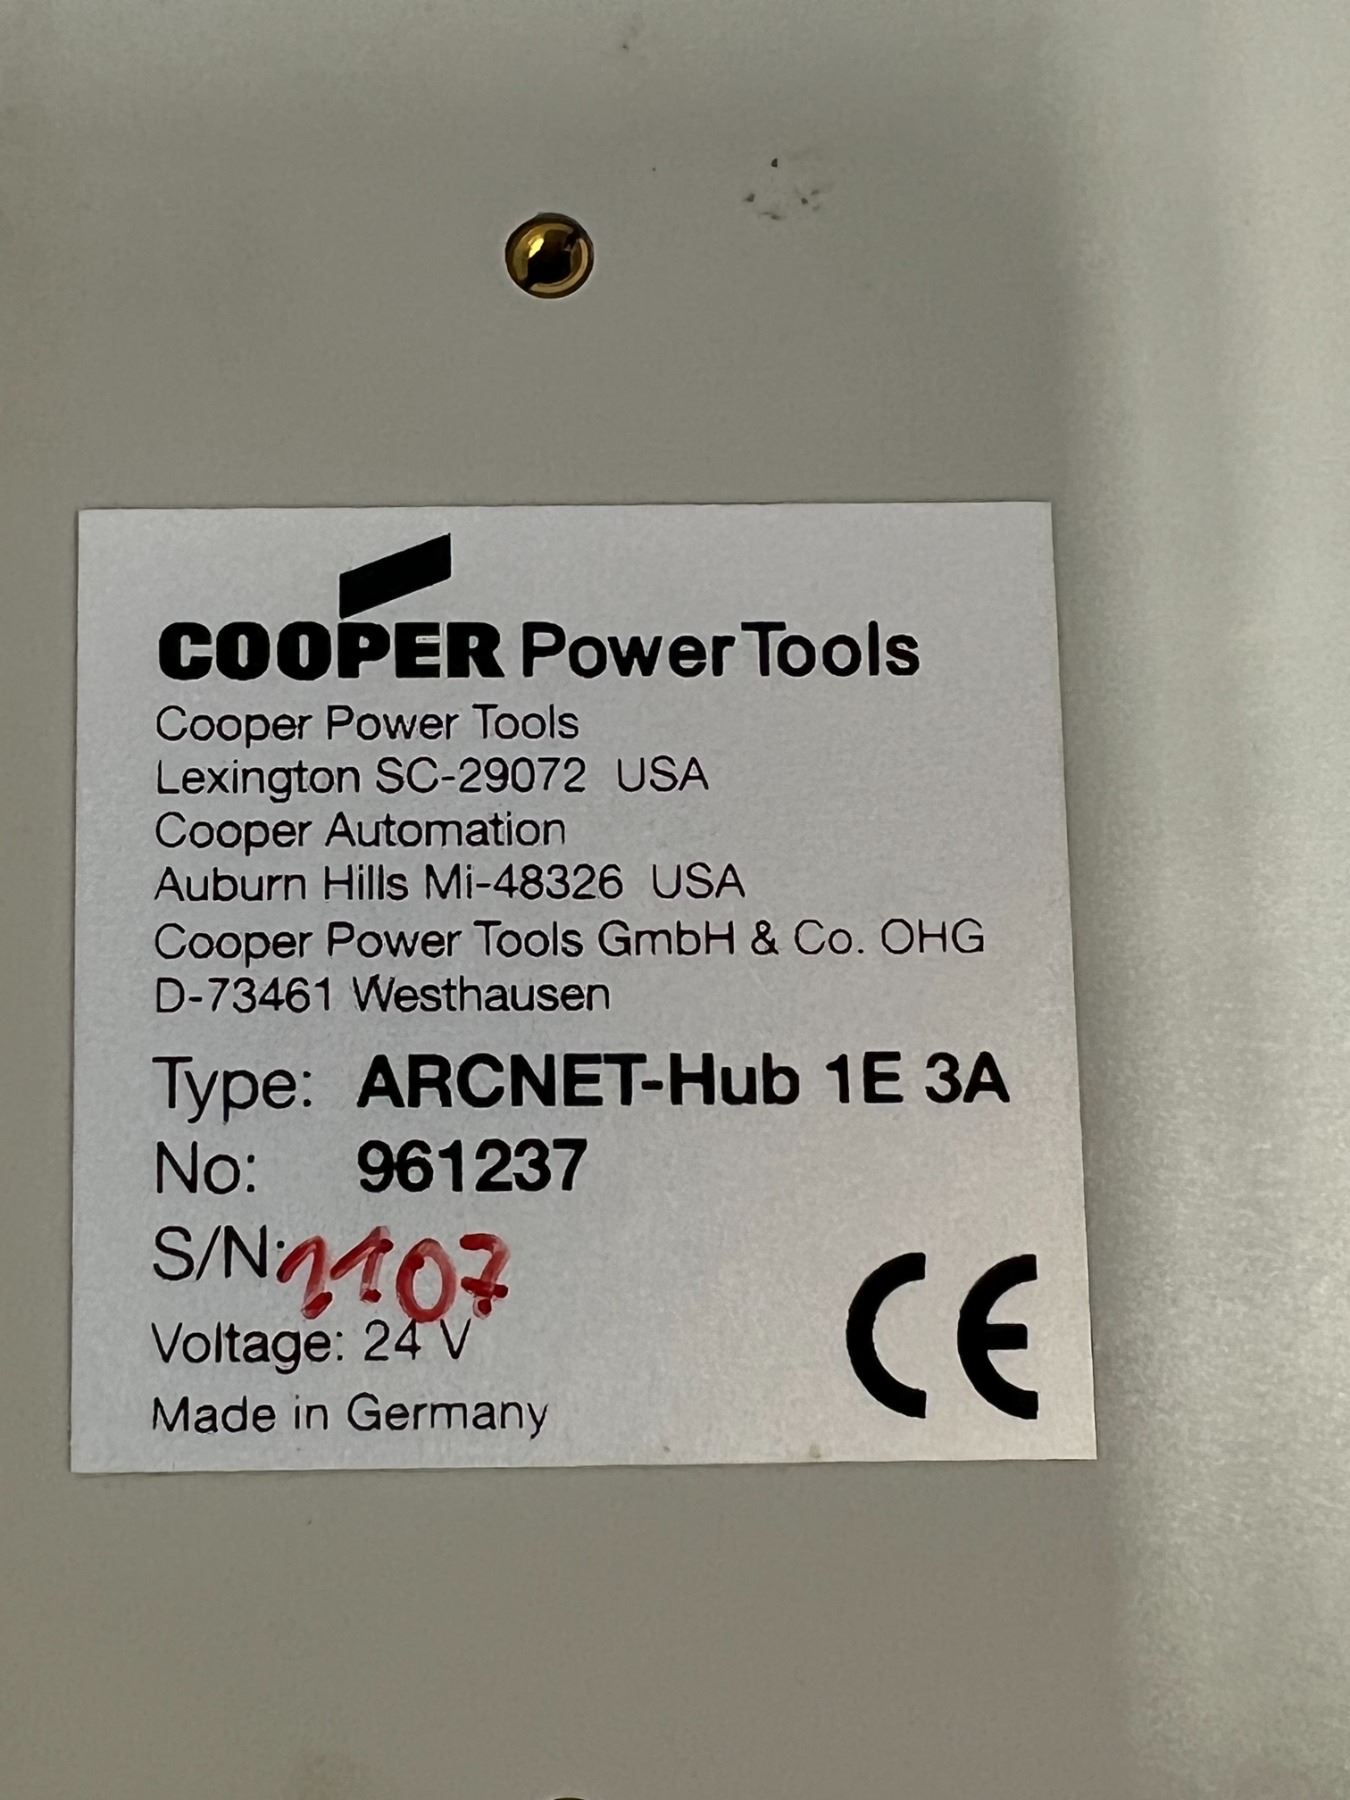 COOPER Power Tools
Cooper Power Tools
Lexington SC-29072 USA
Cooper Automation
Auburn Hills Mi-48326 USA
Cooper Power Tools GmbH & Co. OHG
D-73461 Westhausen
Type: ARCNET-Hub 1E 3A
No: 961237
S/N: 1107
Voltage: 24 V
Made in Germany
CE